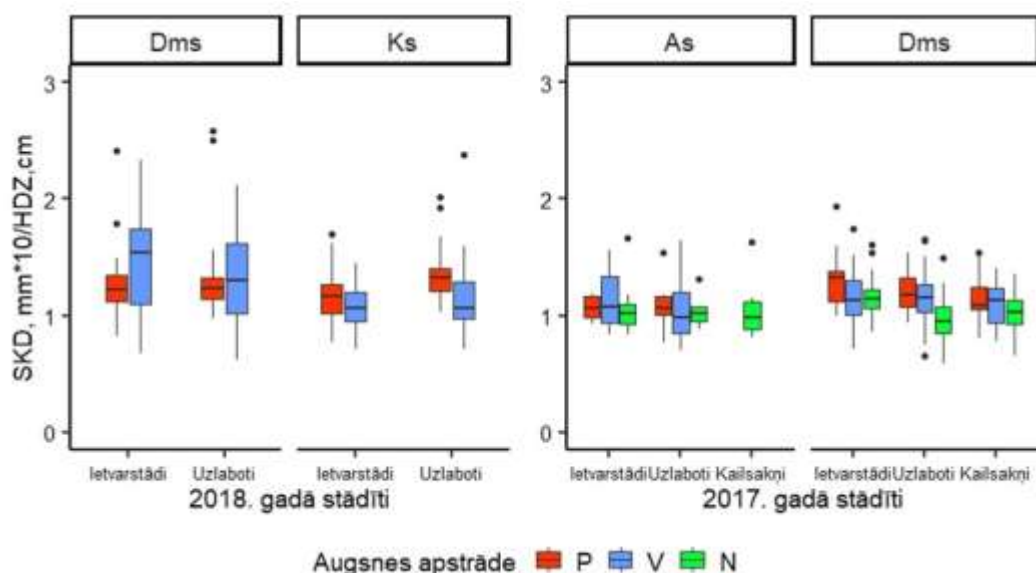 Dms Ks As Dms
SKD, mm*10/HDZ,cm
3 3
2 2
1 1
0 0
Ietvarstādi Uzlaboti Ietvarstādi Uzlaboti Ietvarstādi Uzlaboti Kailsakņi Ietvarstādi Uzlaboti Kailsakņi
2018. gadā stādīti 2017. gadā stādīti
Augsnes apstrāde P V N